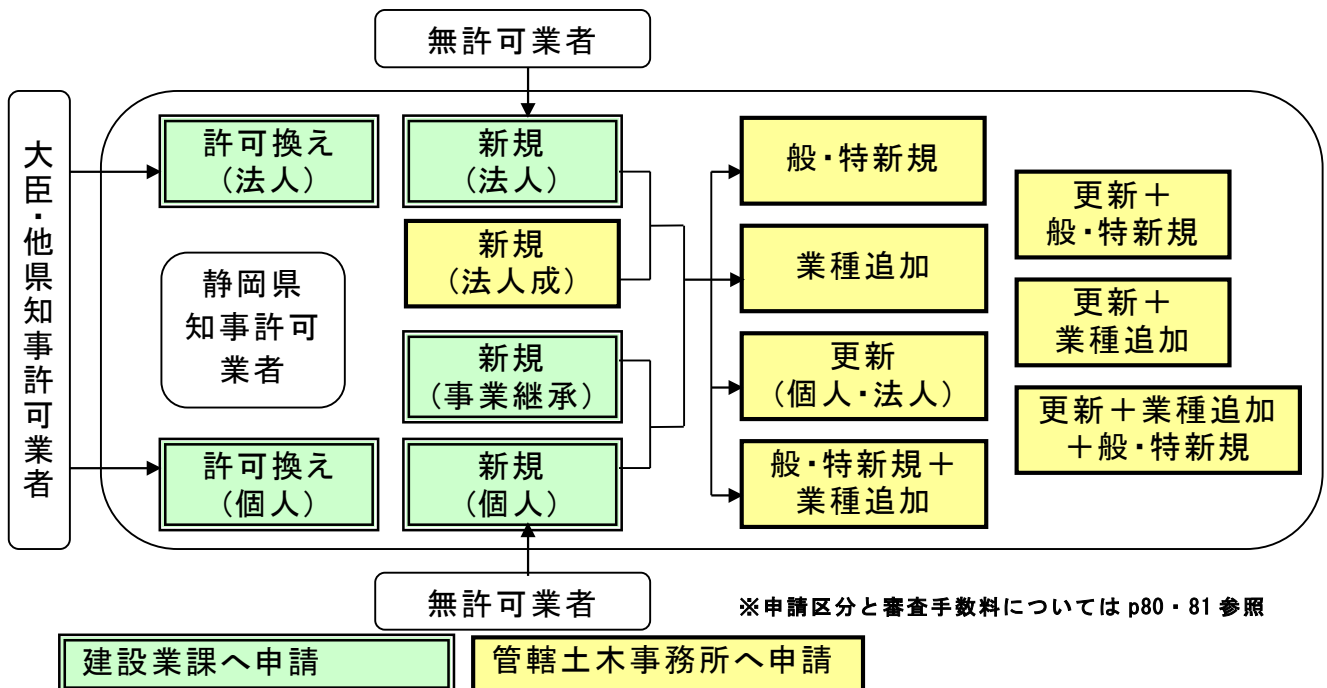 無許可業者
大臣・他県知事許可業者
許可換え
(法人)
新規
(法人)
新規
(法人成)
静岡県
知事許可
業者
新規
(事業継承)
許可換え
(個人)
新規
(個人)
般・特新規
業種追加
更新
(個人・法人)
般・特新規+
業種追加
更新+
般・特新規
更新+
業種追加
更新+業種追加
+般・特新規
無許可業者
※申請区分と審査手数料については p80・81 参照
建設業課へ申請
管轄土木事務所へ申請